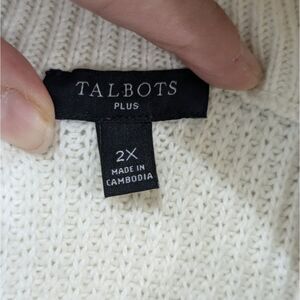 TALBOTS
PLUS
2X
MADE IN
CAMBODIA